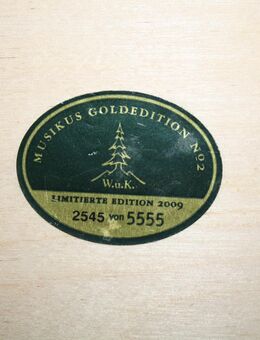 MUSIKUS GOLDEDITION NO2
W.u.K.
LIMITIERTE EDITION 2009
2545 von 5555